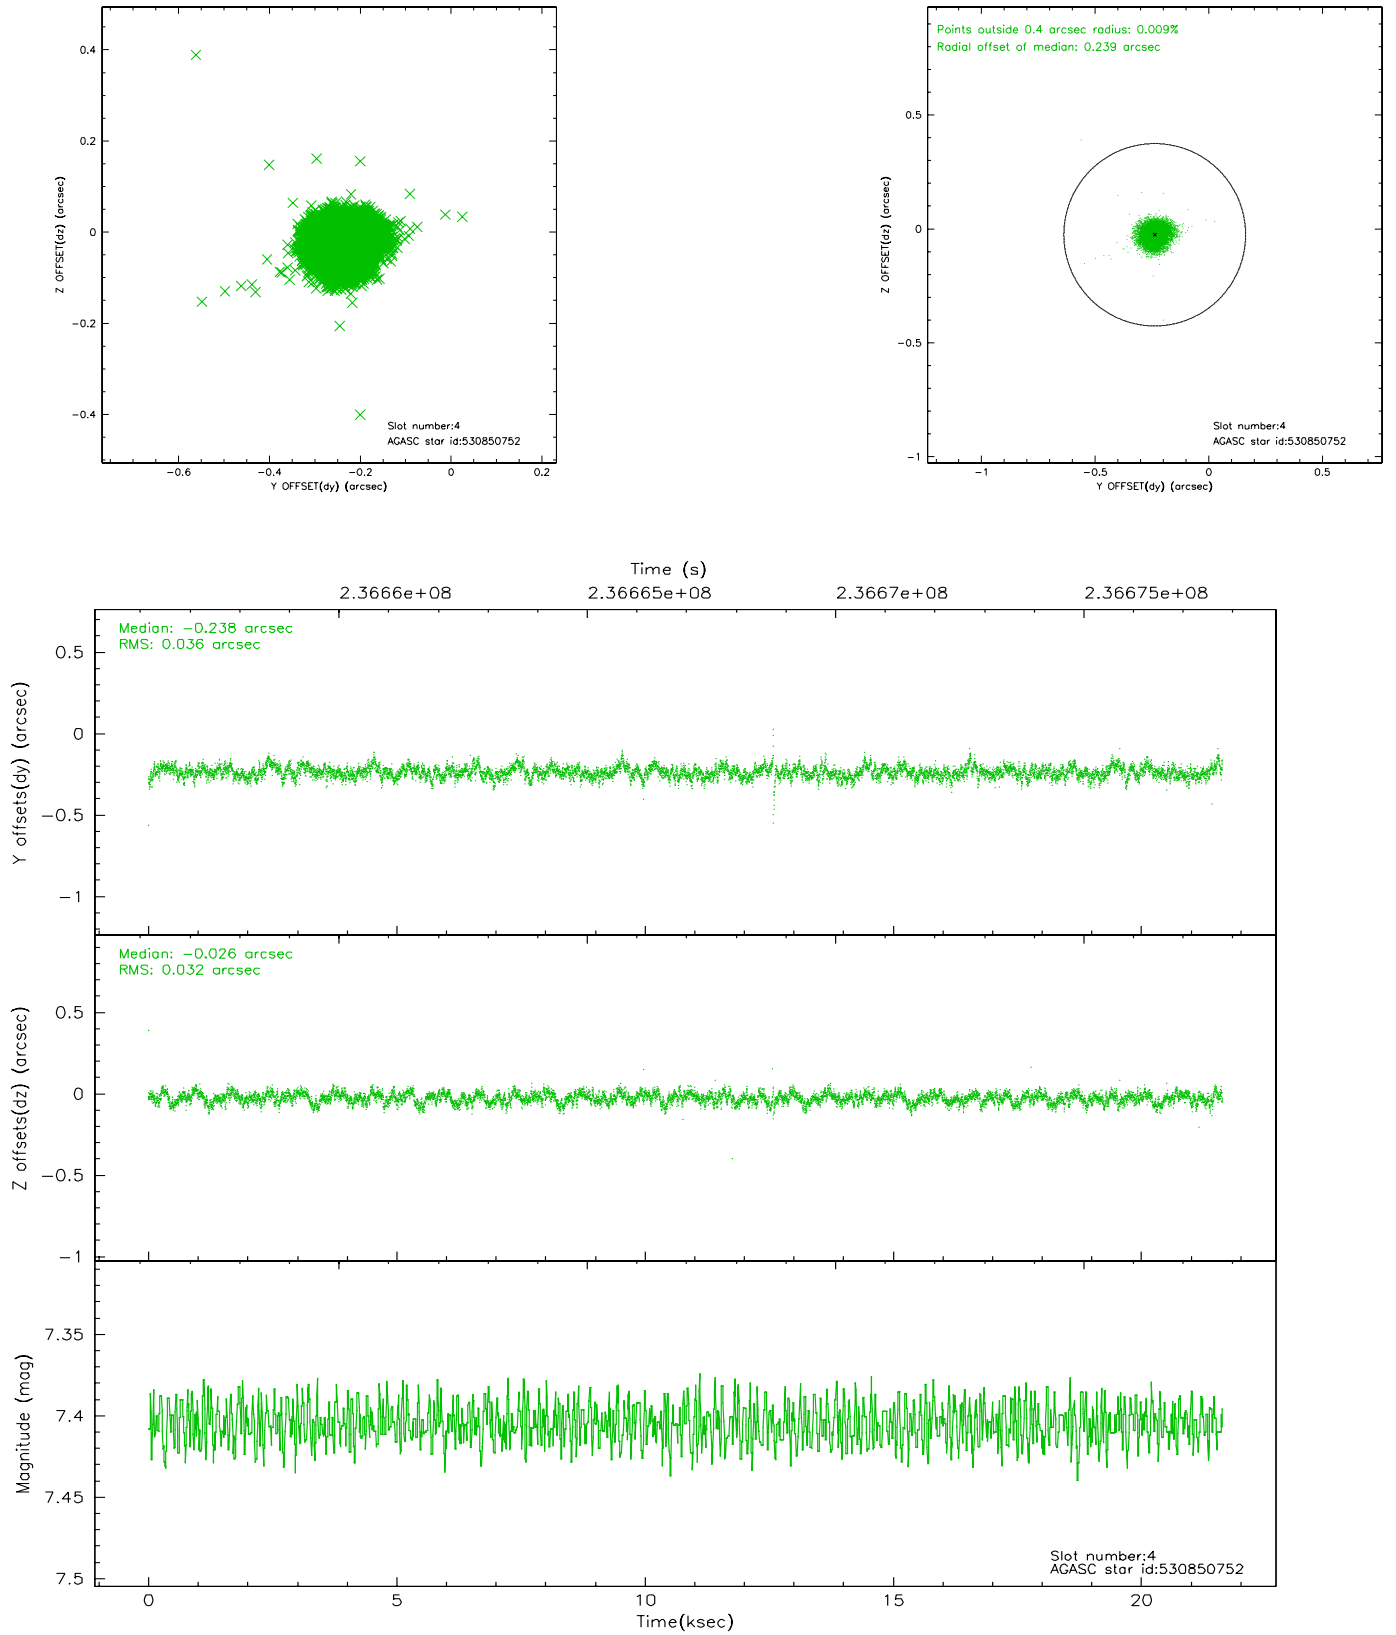 0.4
0.2
0
−0.2
−0.4
Z OFFSET(dz) (arcsec)
Slot number:4
AGASC star id:530850752
−0.6 −0.4 −0.2 0 0.2
Y OFFSET(dy) (arcsec)
Points outside 0.4 arcsec radius: 0.009%
Radial offset of median: 0.239 arcsec
0.5
0
−0.5
−1
Z OFFSET(dz) (arcsec)
Slot number:4
AGASC star id:530850752
−1 −0.5 0 0.5
Y OFFSET(dy) (arcsec)
Time (s)
2.3666e+08 2.36665e+08 2.3667e+08 2.36675e+08
Median: −0.238 arcsec
RMS: 0.036 arcsec
0.5
0
−0.5
−1
Y offsets(dy) (arcsec)
Median: −0.026 arcsec
RMS: 0.032 arcsec
0.5
0
−0.5
−1
Z offsets(dz) (arcsec)
7.35
7.4
7.45
7.5
Magnitude (mag)
Slot number:4
AGASC star id:530850752
0 5 10 15 20
Time(ksec)